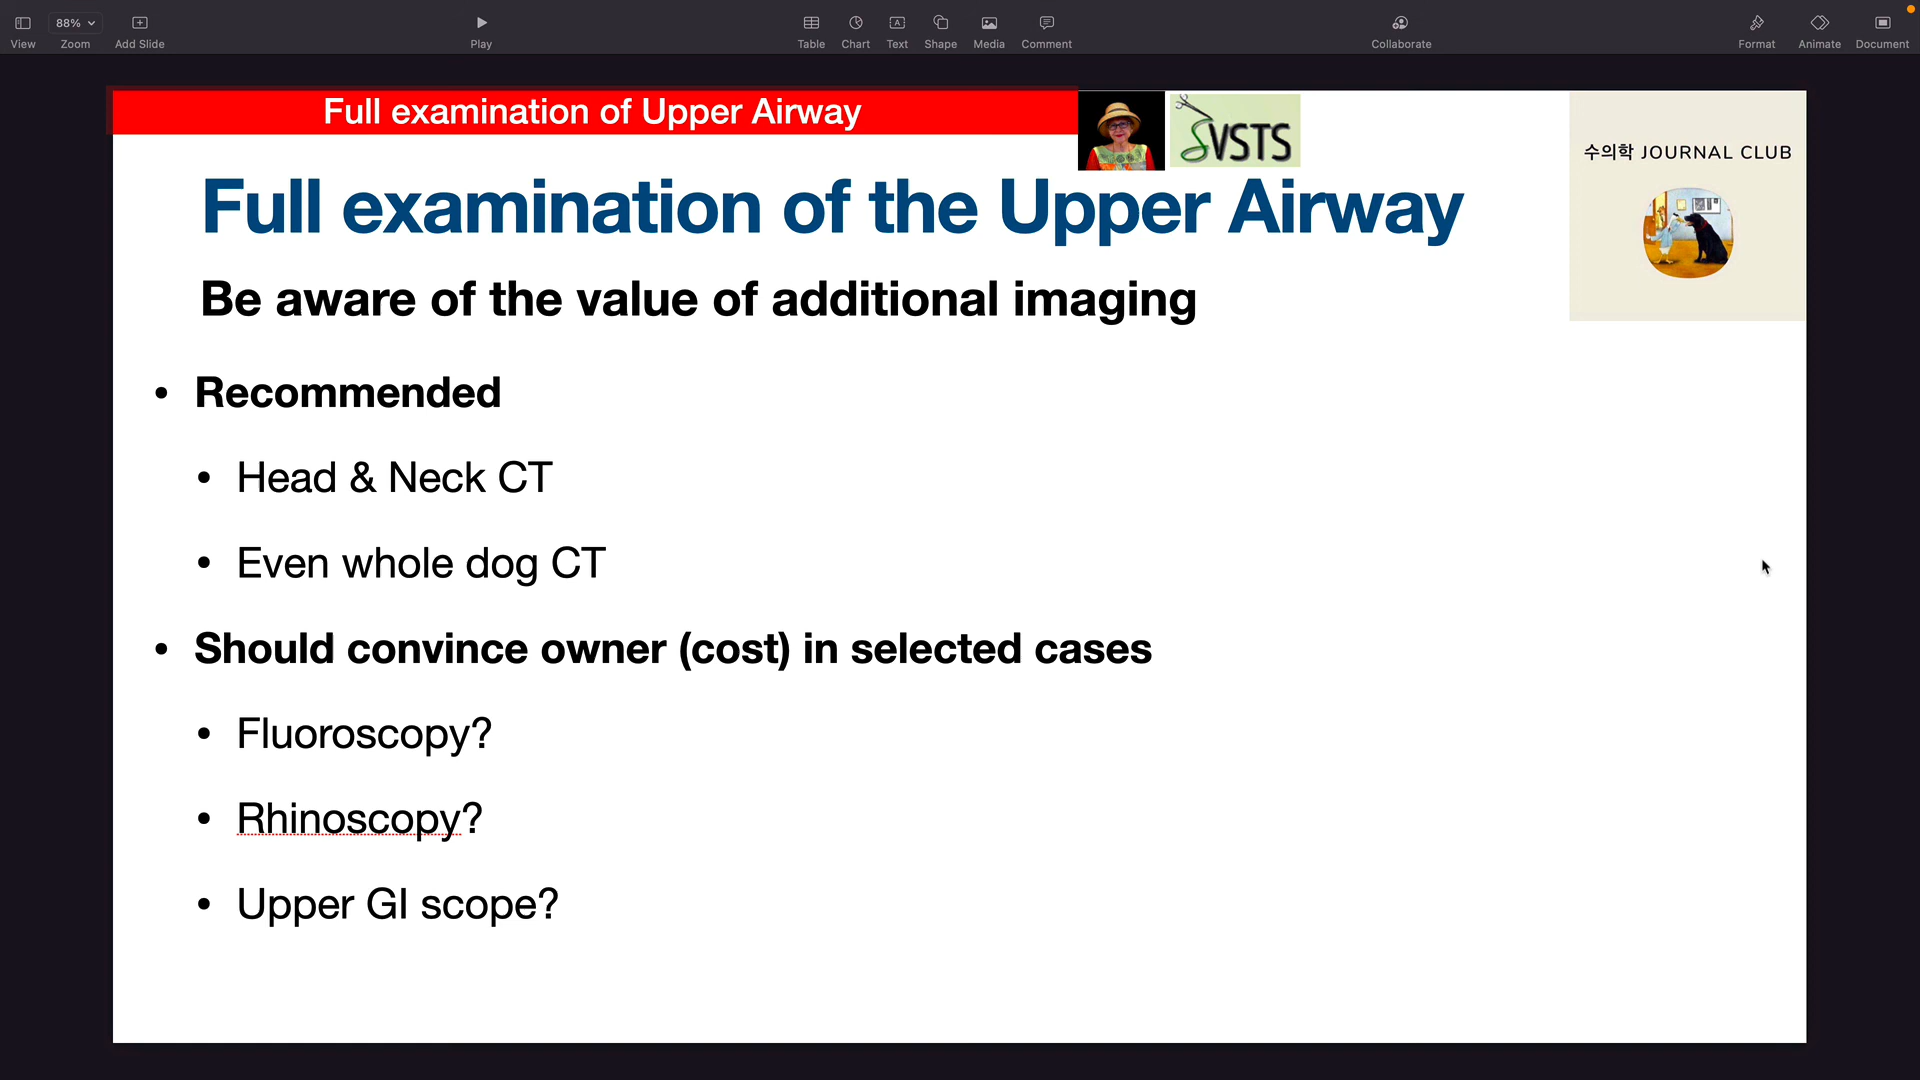 88%
View
Zoom
Add Slide
Play
Table
Chart
Text
Shape
Media
Comment
Collaborate
Format
Animate
Document
Full examination of Upper Airway
SVSTS
수의학 JOURNAL CLUB
Full examination of the Upper Airway
Be aware of the value of additional imaging
• Recommended
• Head & Neck CT
• Even whole dog CT
• Should convince owner (cost) in selected cases
• Fluoroscopy?
• Rhinoscopy?
• Upper GI scope?